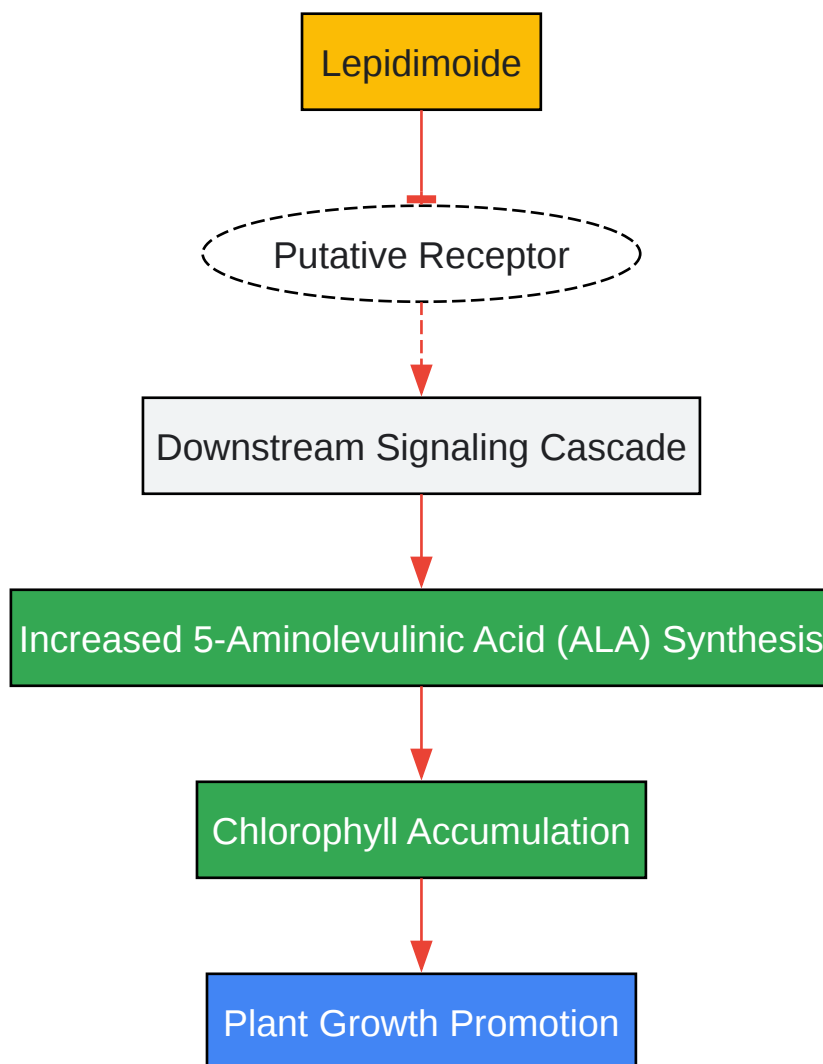 Lepidimoide
Putative Receptor
Downstream Signaling Cascade
Increased 5-Aminolevulinic Acid (ALA) Synthesis
Chlorophyll Accumulation
Plant Growth Promotion